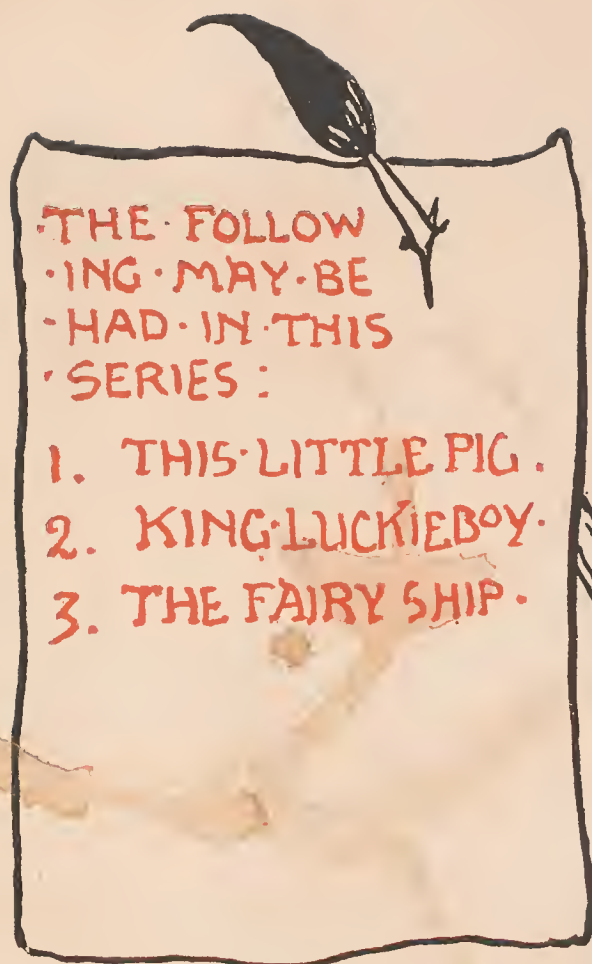 ·THE·FOLLOW
·ING·MAY·BE
·HAD·IN·THIS
·SERIES:
1. THIS·LITTLE PIG.
2. KING·LUCKIEBOY·
3. THE FAIRY SHIP.